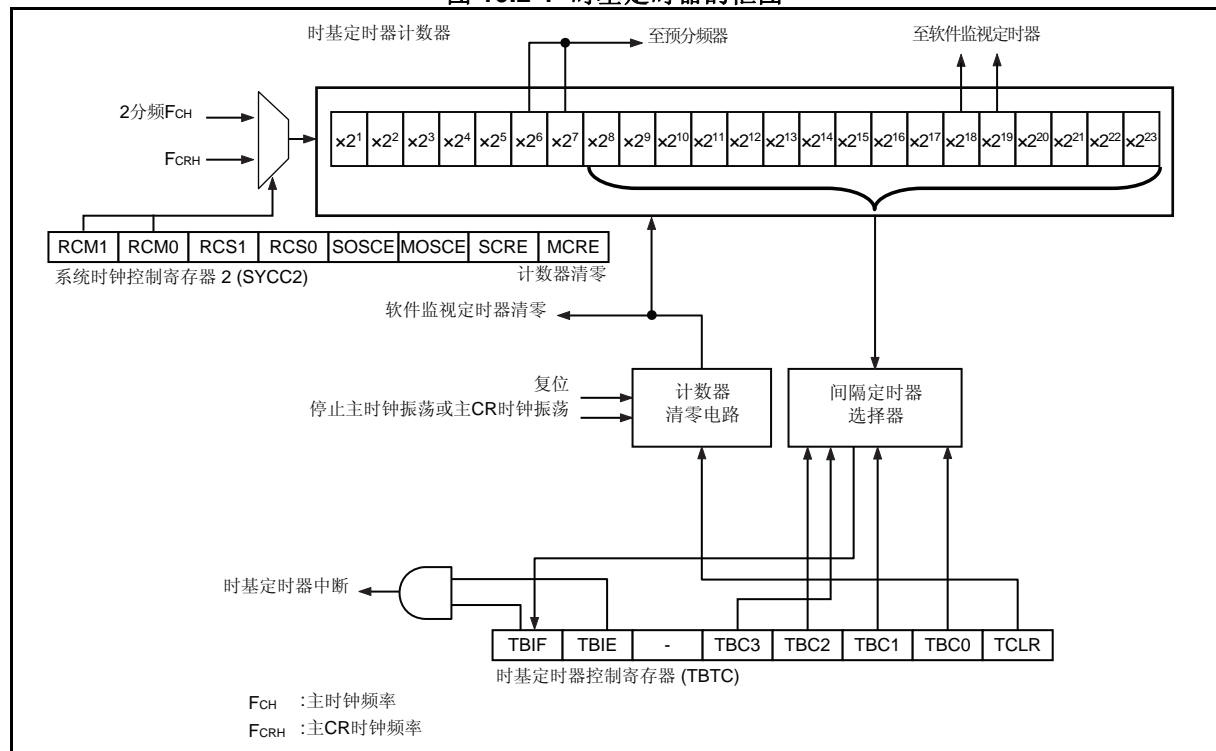 时基定时器计数器
至预分频器
至软件监视定时器
2分频FCH
FCRH
×2¹ ×2² ×2³ ×2⁴ ×2⁵ ×2⁶ ×2⁷ ×2⁸ ×2⁹ ×2¹⁰ ×2¹¹ ×2¹² ×2¹³ ×2¹⁴ ×2¹⁵ ×2¹⁶ ×2¹⁷ ×2¹⁸ ×2¹⁹ ×2²⁰ ×2²¹ ×2²² ×2²³
RCM1 RCM0 RCS1 RCS0 SOSCE MOSCE SCRE MCRE
系统时钟控制寄存器 2 (SYCC2)
计数器清零
软件监视定时器清零
复位
停止主时钟振荡或主CR时钟振荡
计数器
清零电路
间隔定时器
选择器
时基定时器中断
TBIF TBIE - TBC3 TBC2 TBC1 TBC0 TCLR
时基定时器控制寄存器 (TBTC)
FCH :主时钟频率
FCRH :主CR时钟频率